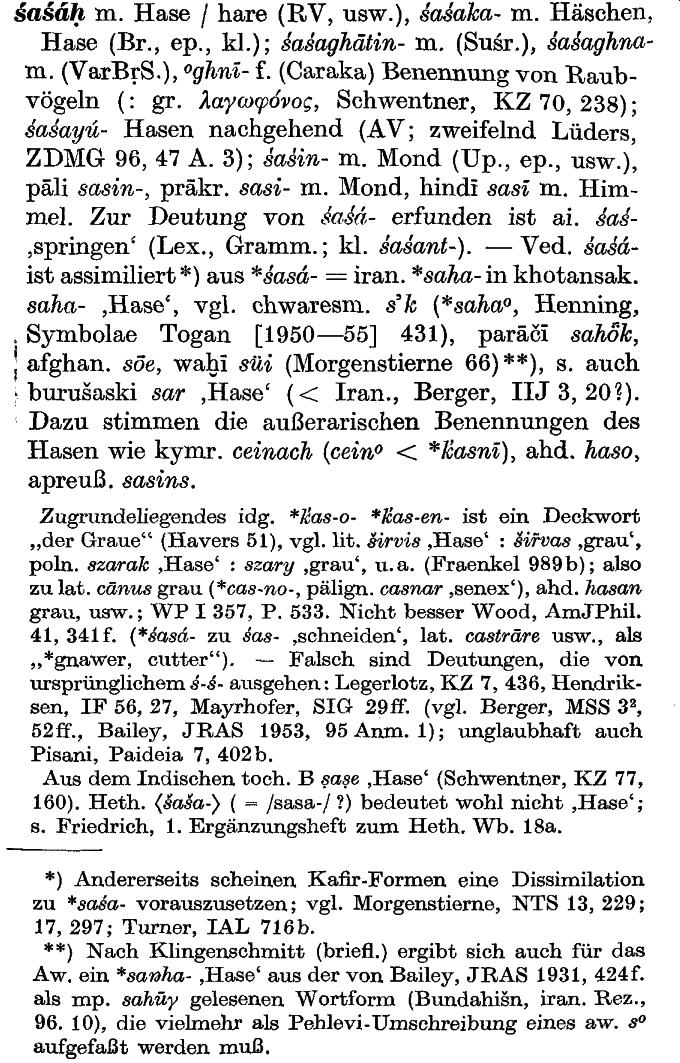 śaśáḥ m. Hase / hare (RV, usw.), śaśaka- m. Häschen,
Hase (Br., ep., kl.); śaśaghātin- m. (Suśr.), śaśaghna-
m. (VarBṛS.), °ghnī- f. (Caraka) Benennung von Raub-
vögeln (: gr. λαγωφόνος, Schwentner, KZ 70, 238);
śaśayú- Hasen nachgehend (AV; zweifelnd Lüders,
ZDMG 96, 47 A. 3); śaśin- m. Mond (Up., ep., usw.),
pāli sasin-, prākr. sasi- m. Mond, hindī sasī m. Him-
mel. Zur Deutung von śaśá- erfunden ist ai. śaś-
‚springen‘ (Lex., Gramm.; kl. śaśant-). — Ved. śaśá-
ist assimiliert*) aus *śasá- = iran. *saha- in khotansak.
saha- ‚Hase‘, vgl. chwaresm. sʾk (*saha°, Henning,
Symbolae Togan [1950—55] 431), parāčī sahȫk,
afghan. sōe, waḫī süi (Morgenstierne 66)**), s. auch
burušaski sar ‚Hase‘ (< Iran., Berger, IIJ 3, 20?).
Dazu stimmen die außerarischen Benennungen des
Hasen wie kymr. ceinach (cein° < *k̑asnī), ahd. haso,
apreuß. sasins.
Zugrundeliegendes idg. *k̑as-o- *k̑as-en- ist ein Deckwort
„der Graue“ (Havers 51), vgl. lit. širvis ‚Hase‘ : šir̃vas ‚grau‘,
poln. szarak ‚Hase‘ : szary ‚grau‘, u. a. (Fraenkel 989b); also
zu lat. cānus grau (*cas-no-, pälign. casnar ‚senex‘), ahd. hasan
grau, usw.; WP I 357, P. 533. Nicht besser Wood, AmJPhil.
41, 341f. (*śasá- zu śas- ‚schneiden‘, lat. castrāre usw., als
„*gnawer, cutter“). — Falsch sind Deutungen, die von
ursprünglichem ś-ś- ausgehen: Legerlotz, KZ 7, 436, Hendrik-
sen, IF 56, 27, Mayrhofer, SIG 29ff. (vgl. Berger, MSS 3²,
52ff., Bailey, JRAS 1953, 95 Anm. 1); unglaubhaft auch
Pisani, Paideia 7, 402b.
Aus dem Indischen toch. B ṣaṣe ‚Hase‘ (Schwentner, KZ 77,
160). Heth. ⟨šaša-⟩ ( = /sasa-/ ?) bedeutet wohl nicht ‚Hase‘;
s. Friedrich, 1. Ergänzungsheft zum Heth. Wb. 18a.
*) Andererseits scheinen Kafir-Formen eine Dissimilation
zu *saśa- vorauszusetzen; vgl. Morgenstierne, NTS 13, 229;
17, 297; Turner, IAL 716b.
**) Nach Klingenschmitt (briefl.) ergibt sich auch für das
Aw. ein *saŋha- ‚Hase‘ aus der von Bailey, JRAS 1931, 424f.
als mp. sahūy gelesenen Wortform (Bundahišn, iran. Rez.,
96. 10), die vielmehr als Pehlevi-Umschreibung eines aw. s°
aufgefaßt werden muß.